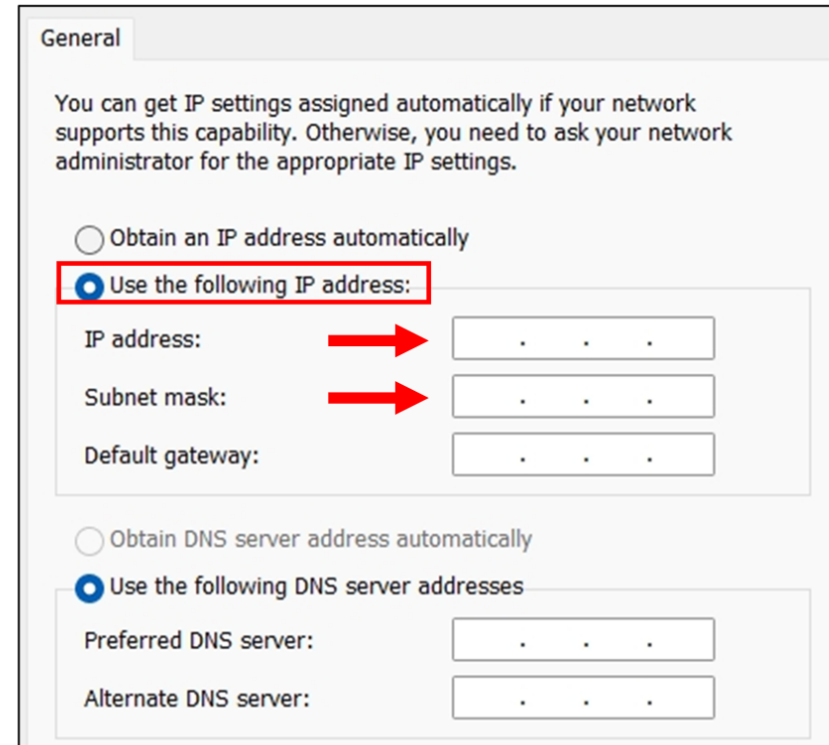 General
You can get IP settings assigned automatically if your network
supports this capability. Otherwise, you need to ask your network
administrator for the appropriate IP settings.
Obtain an IP address automatically
Use the following IP address:
IP address: . . .
Subnet mask: . . .
Default gateway: . . .
Obtain DNS server address automatically
Use the following DNS server addresses
Preferred DNS server: . . .
Alternate DNS server: . . .